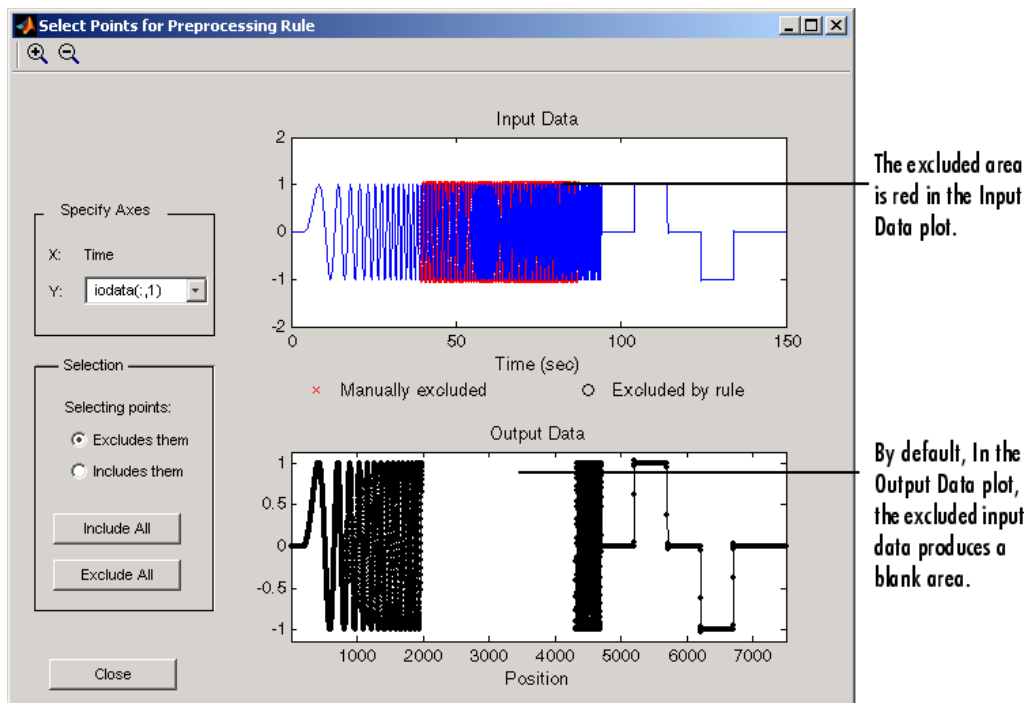 Select Points for Preprocessing Rule
Specify Axes
X: Time
Y: iodata(:,1)
Selection
Selecting points:
Excludes them
Includes them
Include All
Exclude All
Close
Input Data
2
1
0
-1
-2
0 50 100 150
Time (sec)
× Manually excluded O Excluded by rule
Output Data
1
0.5
0
-0.5
-1
1000 2000 3000 4000 5000 6000 7000
Position
The excluded area
is red in the Input
Data plot.
By default, In the
Output Data plot,
the excluded input
data produces a
blank area.